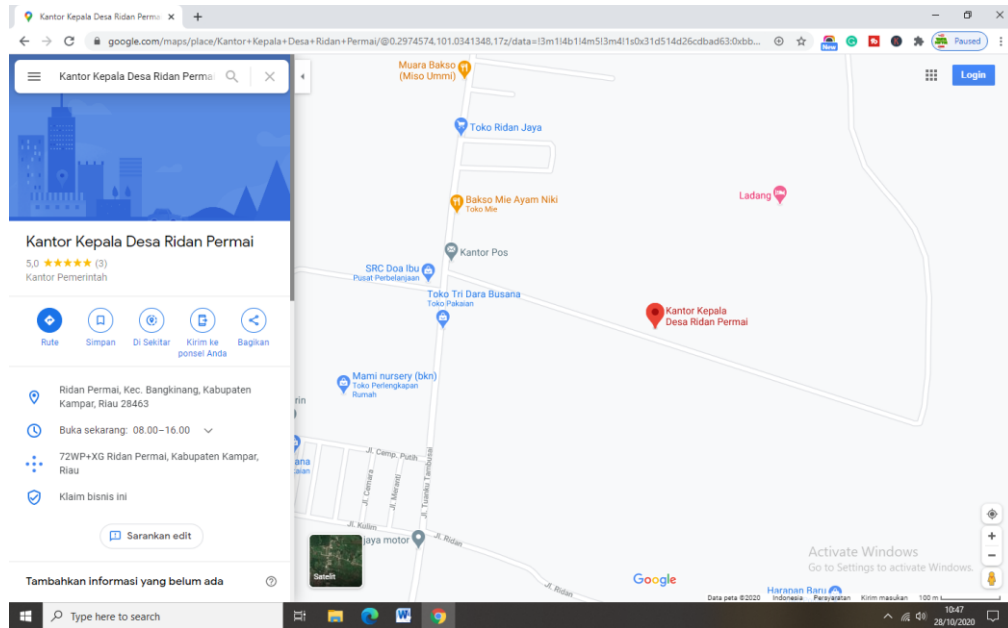 Kantor Kepala Desa Ridan Perma
google.com/maps/place/Kantor+Kepala+Desa+Ridan+Permai/@0.2974574,101.0341348,17z/data=!3m1!4b1!4m5!3m4!1s0x31d514d26cdbad63:0xbb...
New
Paused
Kantor Kepala Desa Ridan Permai
Login
Kantor Kepala Desa Ridan Permai
5,0 ★★★★★ (3)
Kantor Pemerintah
Rute
Simpan
Di Sekitar
Kirim ke
ponsel Anda
Bagikan
Ridan Permai, Kec. Bangkinang, Kabupaten
Kampar, Riau 28463
Buka sekarang: 08.00–16.00
72WP+XG Ridan Permai, Kabupaten Kampar,
Riau
Klaim bisnis ini
Sarankan edit
Tambahkan informasi yang belum ada
Muara Bakso
(Miso Ummi)
Toko Ridan Jaya
Bakso Mie Ayam Niki
Toko Mie
Ladang
Kantor Pos
SRC Doa Ibu
Pusat Perbelanjaan
Toko Tri Dara Busana
Toko Pakaian
Kantor Kepala
Desa Ridan Permai
Mami nursery (bkn)
Toko Perlengkapan
Rumah
rin
ana
aian
Jl. Cemp. Putih
Jl. Cemara
Jl. Meranti
Jl. Tuanku Tambusai
Jl. Kulim
jaya motor
Jl. Ridan
Jl. Ridan
Satelit
Google
Harapan Baru
Activate Windows
Go to Settings to activate Windows.
Data peta ©2020 Indonesia Persyaratan Kirim masukan 100 m
Type here to search
10:47
28/10/2020